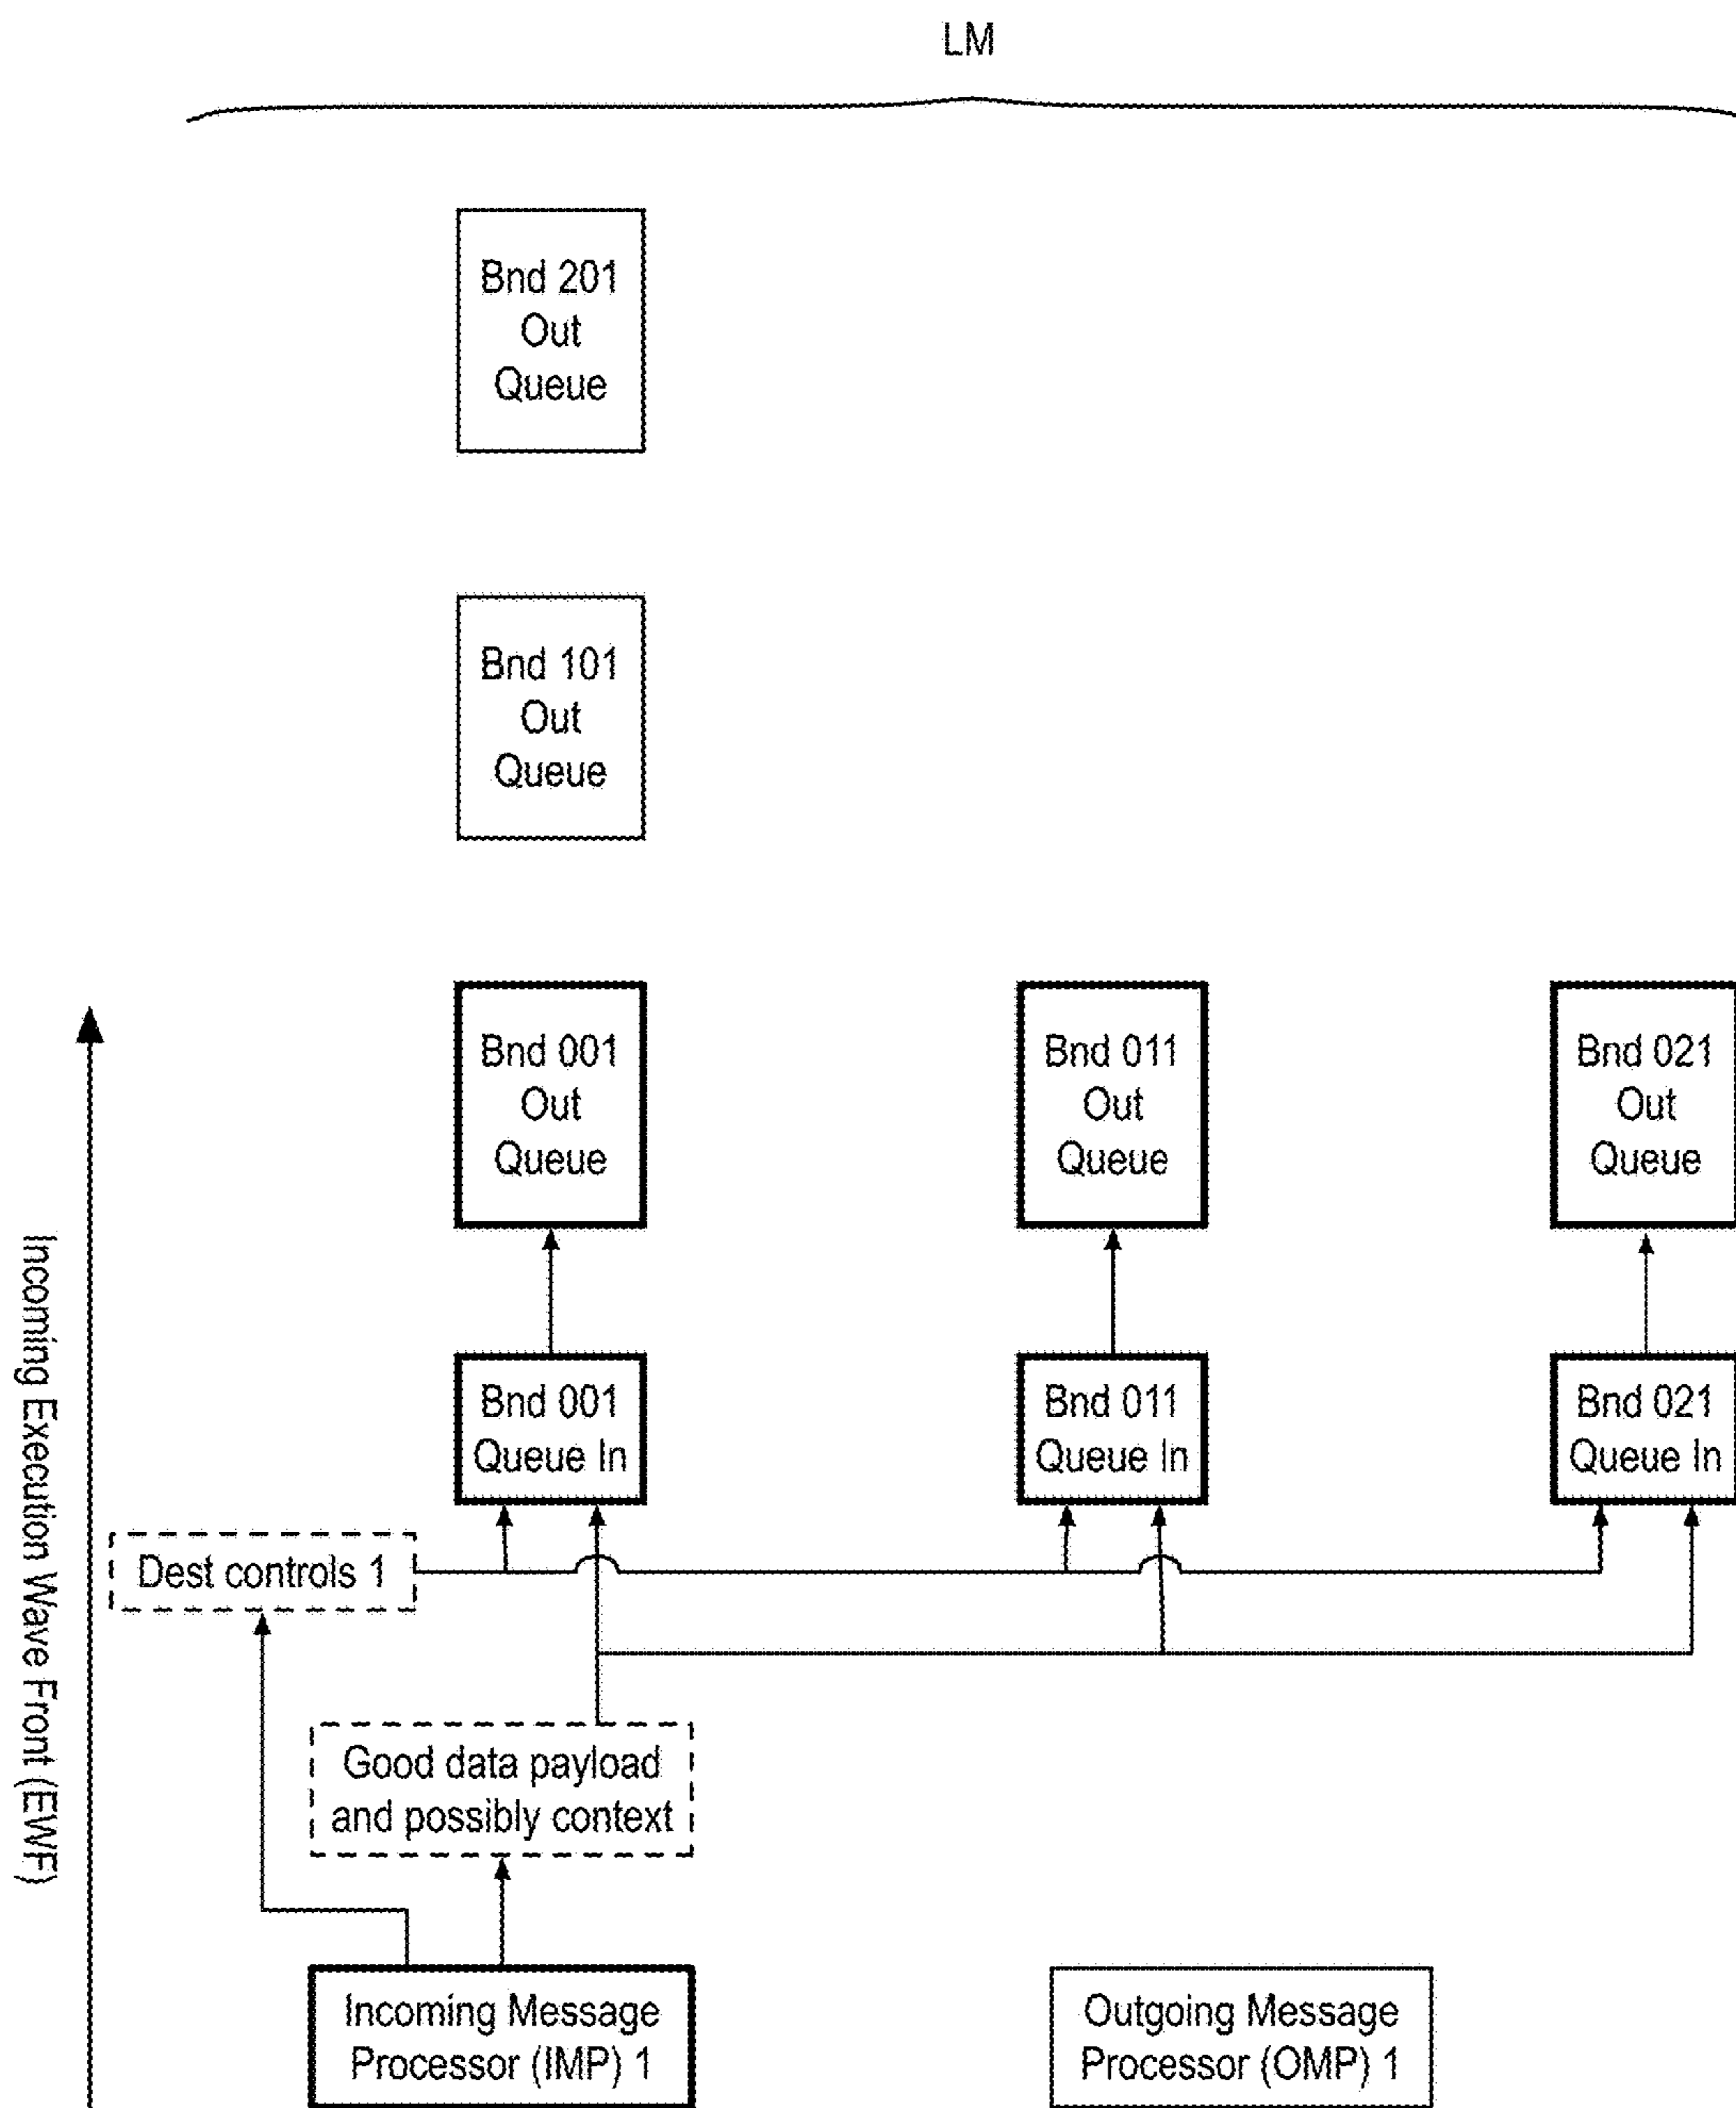 LM
Bnd 201
Out
Queue
Bnd 101
Out
Queue
Bnd 001
Out
Queue
Bnd 011
Out
Queue
Bnd 021
Out
Queue
Incoming Execution Wave Front (EWF)
Bnd 001
Queue In
Bnd 011
Queue In
Bnd 021
Queue In
Dest controls 1
Good data payload
and possibly context
Incoming Message
Processor (IMP) 1
Outgoing Message
Processor (OMP) 1